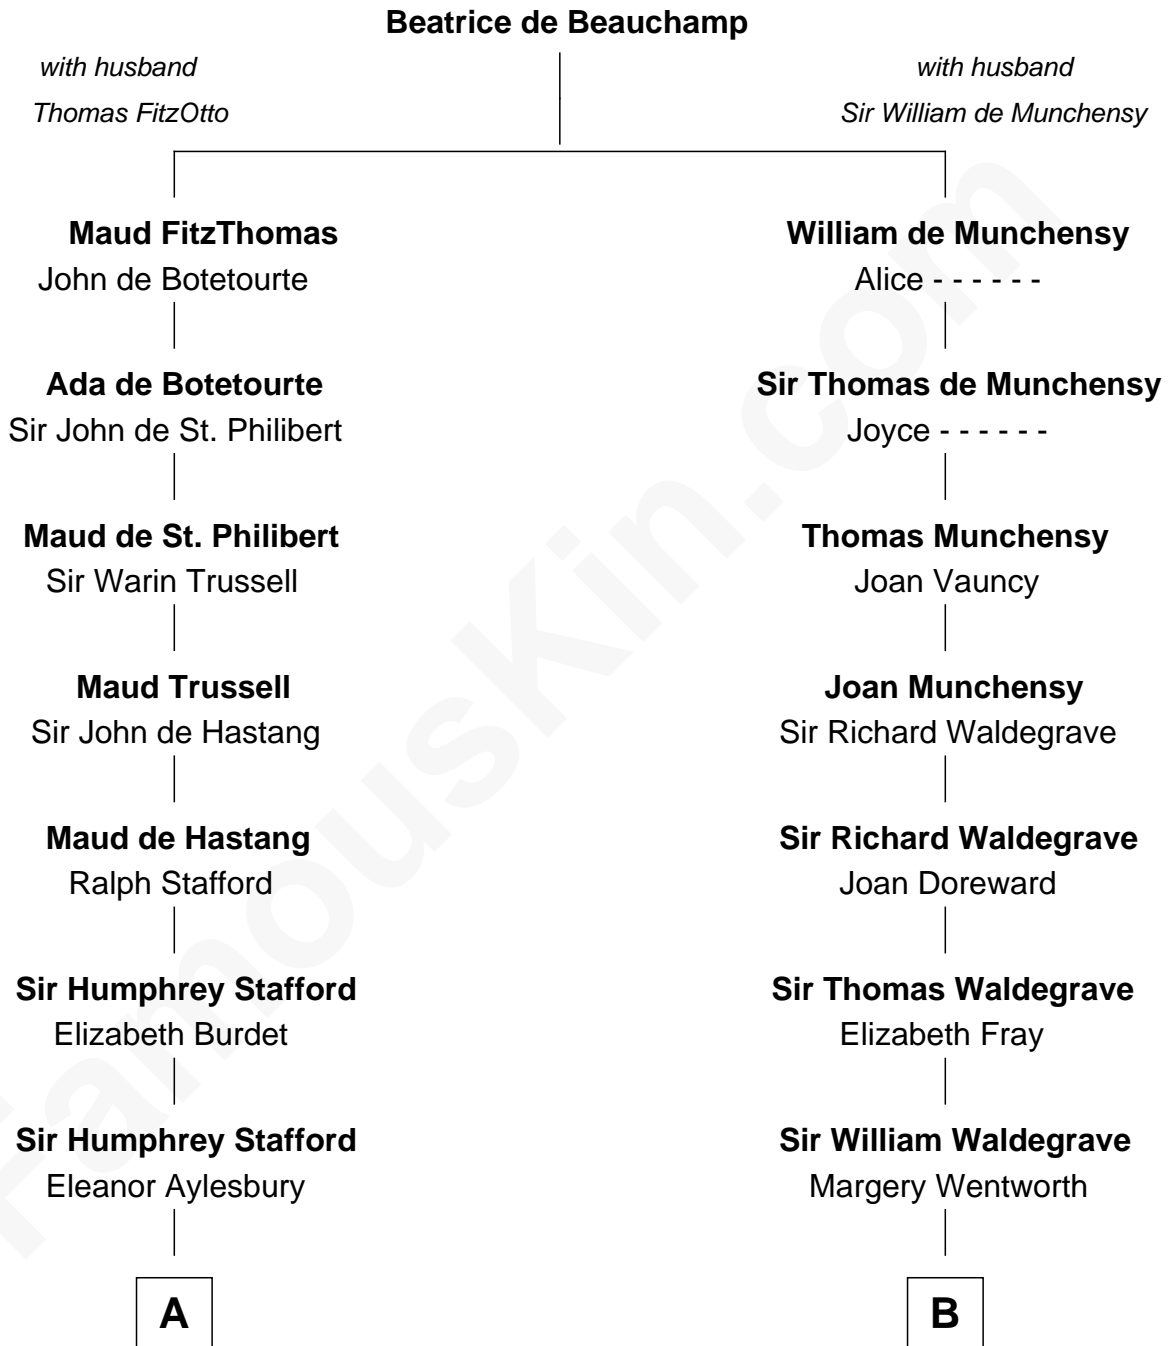 Beatrice de Beauchamp
with husband
Thomas FitzOtto
with husband
Sir William de Munchensy
Maud FitzThomas
John de Botetourte
William de Munchensy
Alice - - - - - -
Ada de Botetourte
Sir John de St. Philibert
Sir Thomas de Munchensy
Joyce - - - - - -
Maud de St. Philibert
Sir Warin Trussell
Thomas Munchensy
Joan Vauncy
Maud Trussell
Sir John de Hastang
Joan Munchensy
Sir Richard Waldegrave
Maud de Hastang
Ralph Stafford
Sir Richard Waldegrave
Joan Doreward
Sir Humphrey Stafford
Elizabeth Burdet
Sir Thomas Waldegrave
Elizabeth Fray
Sir Humphrey Stafford
Eleanor Aylesbury
Sir William Waldegrave
Margery Wentworth
A
B
FamousKin.com